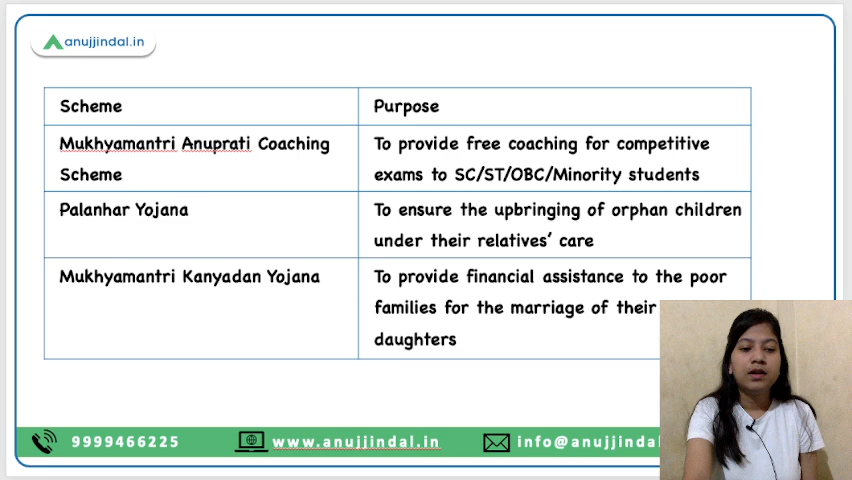 anujjindal.in
Scheme
Purpose
Mukhyamantri Anuprati Coaching
Scheme
To provide free coaching for competitive
exams to SC/ST/OBC/Minority students
Palanhar Yojana
To ensure the upbringing of orphan children
under their relatives' care
Mukhyamantri Kanyadan Yojana
To provide financial assistance to the poor
families for the marriage of their
daughters
9999466225
www.anujjindal.in
info@anujjindal